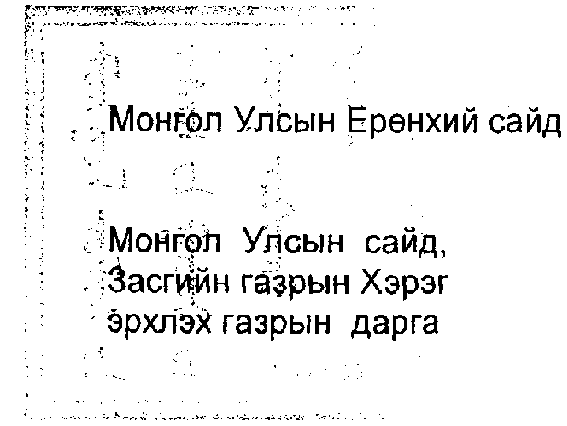 Монгол Улсын Ерөнхий сайд
Монгол Улсын сайд,
Засгийн газрын Хэрэг
эрхлэх газрын дарга